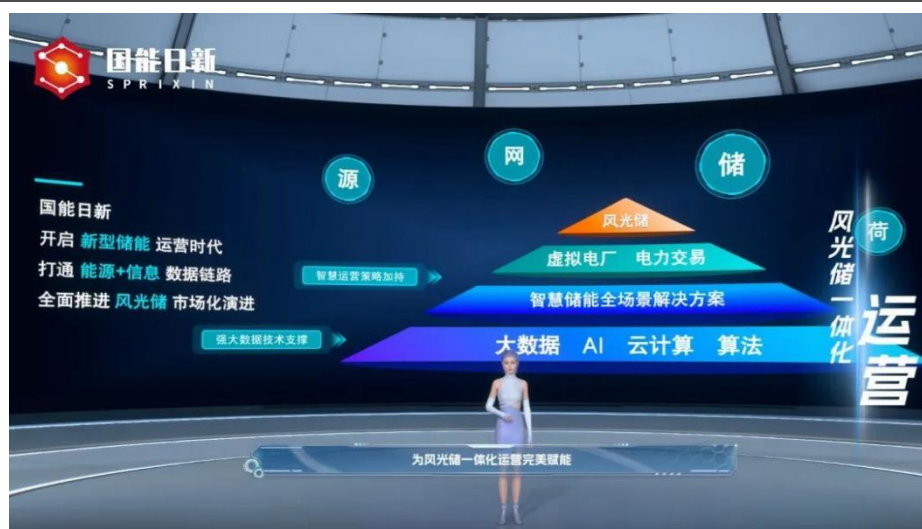 国能日新
SPRIXIN
源
网
储
荷
国能日新
开启 新型储能 运营时代
打通 能源+信息 数据链路
全面推进 风光储 市场化演进
智慧运营策略加持
强大数据技术支撑
风光储
虚拟电厂 电力交易
智慧储能全场景解决方案
大数据 AI 云计算 算法
风光储一体化
运营
为风光储一体化运营完美赋能